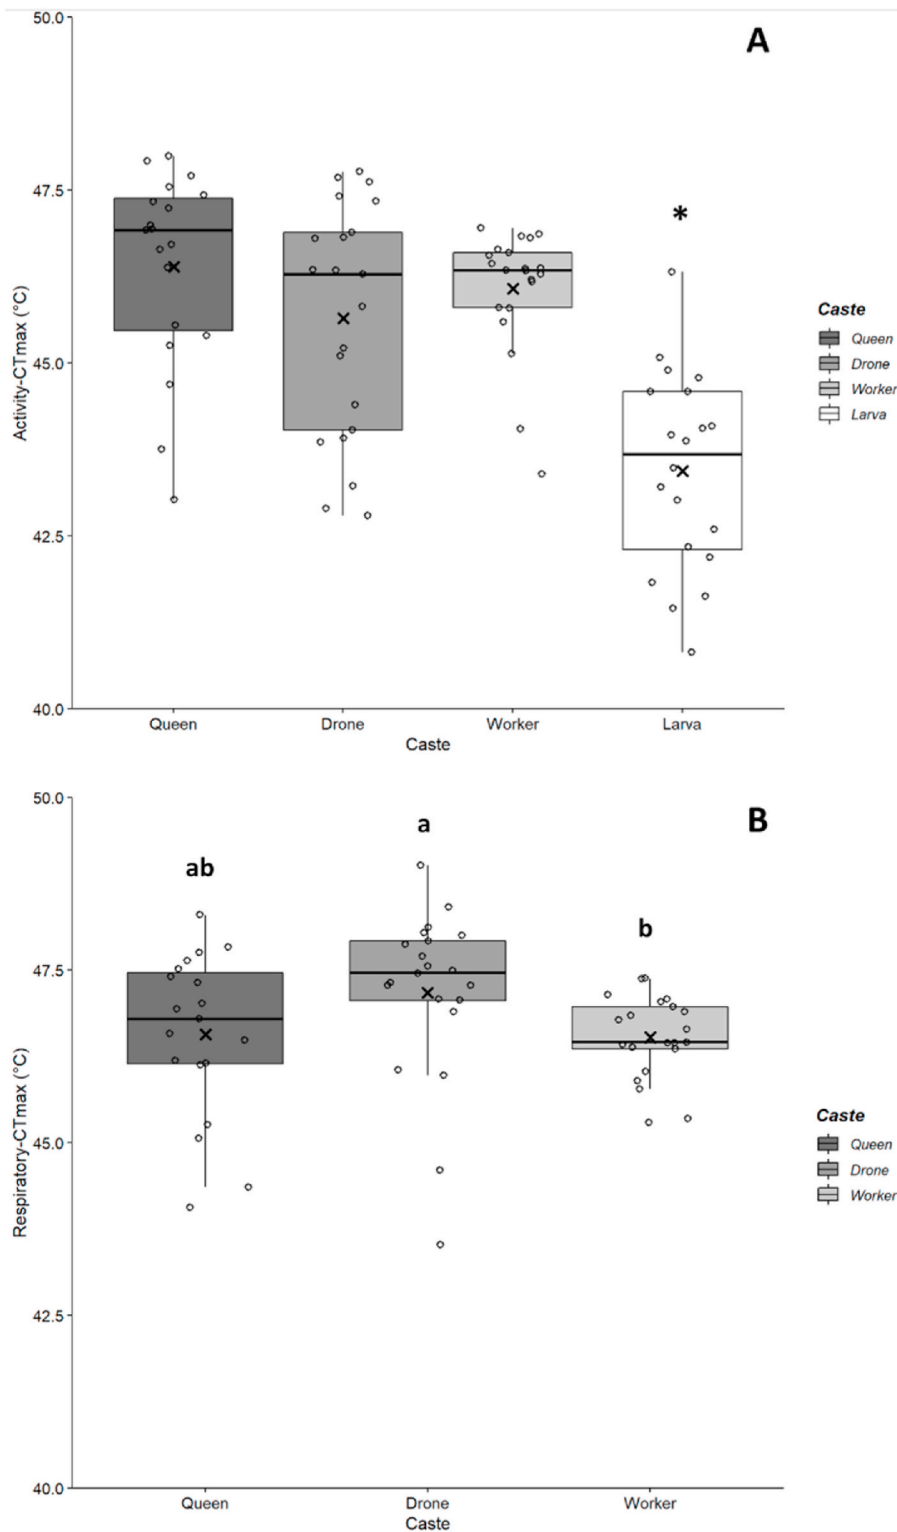 A
50.0
47.5
45.0
42.5
40.0
Activity-CTmax (°C)
*
Queen
Drone
Worker
Larva
Caste
Caste
Queen
Drone
Worker
Larva
B
50.0
47.5
45.0
42.5
40.0
Respiratory-CTmax (°C)
ab
a
b
Queen
Drone
Worker
Caste
Caste
Queen
Drone
Worker